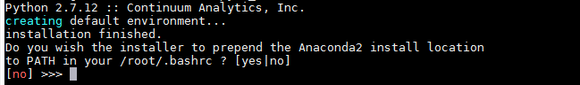 Python 2.7.12 :: Continuum Analytics, Inc.
creating default environment...
installation finished.
Do you wish the installer to prepend the Anaconda2 install location
to PATH in your /root/.bashrc ? [yes|no]
[no] >>>